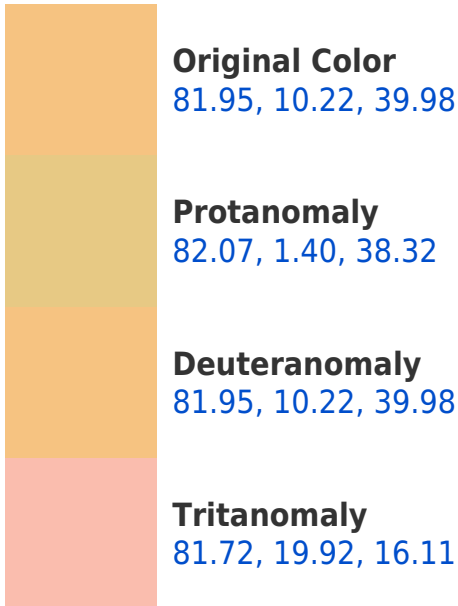 Original Color
81.95, 10.22, 39.98
Protanomaly
82.07, 1.40, 38.32
Deuteranomaly
81.95, 10.22, 39.98
Tritanomaly
81.72, 19.92, 16.11